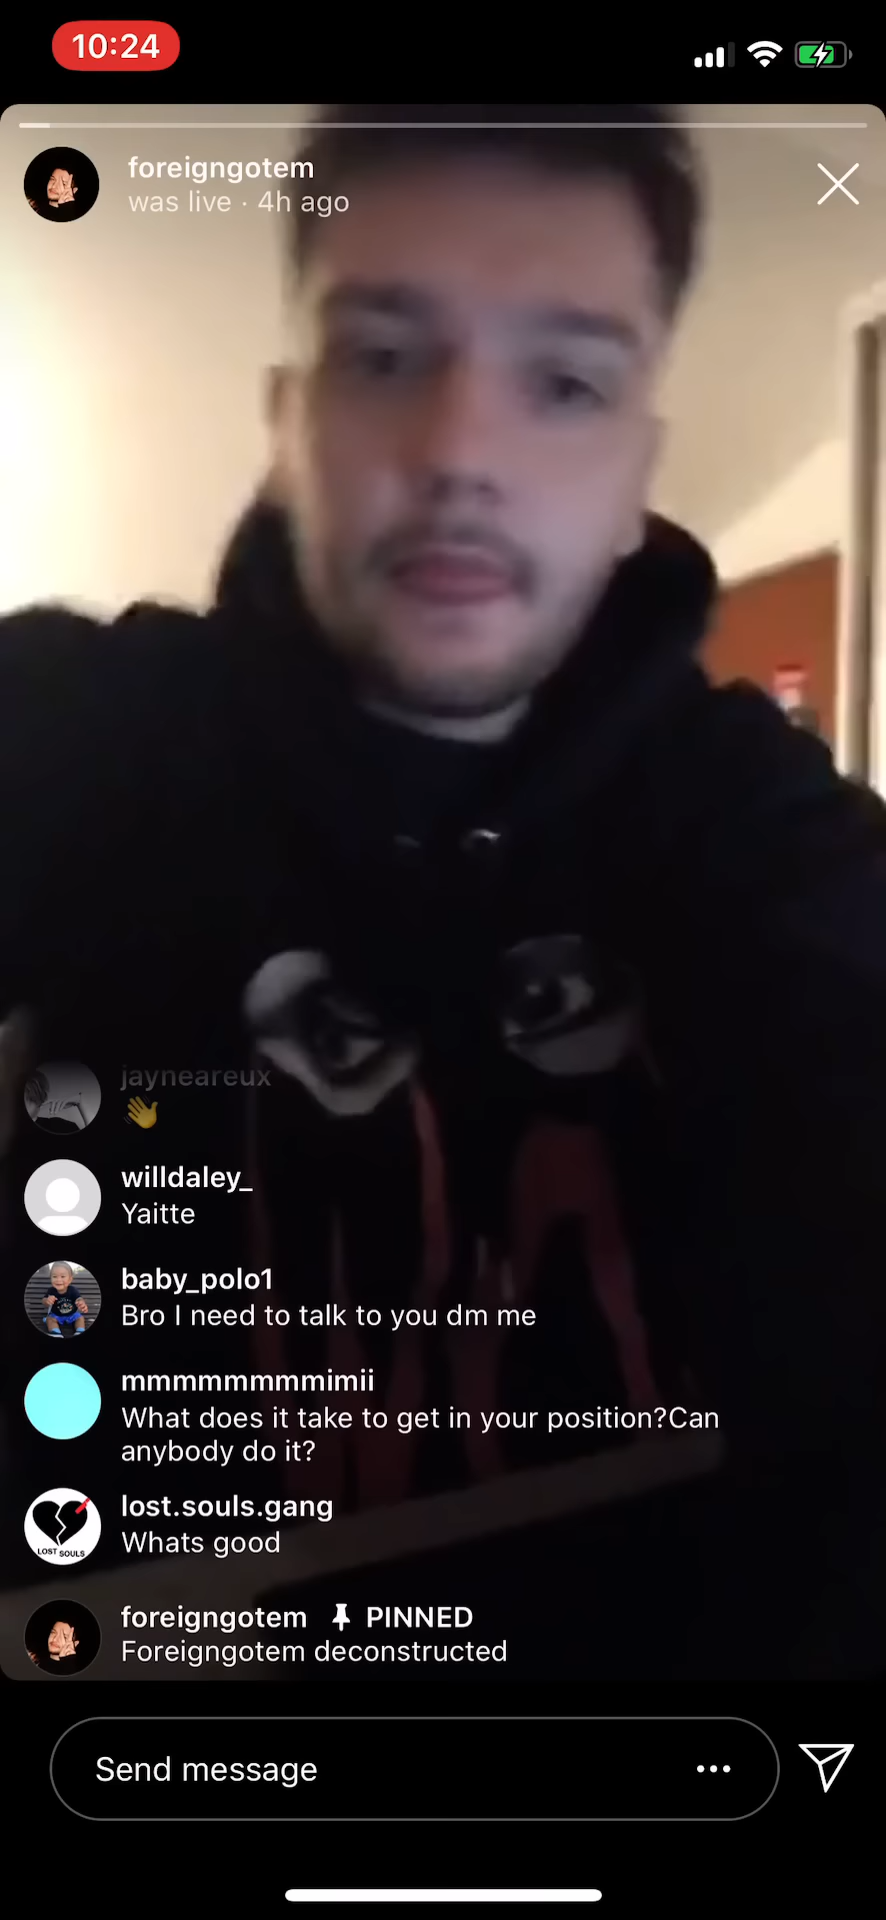 10:24
foreigngotem
was live · 4h ago
jayneareux
👋
willdaley_
Yaitte
baby_polo1
Bro I need to talk to you dm me
mmmmmmmmimii
What does it take to get in your position?Can
anybody do it?
lost.souls.gang
LOST SOULS
Whats good
foreigngotem PINNED
Foreigngotem deconstructed
Send message